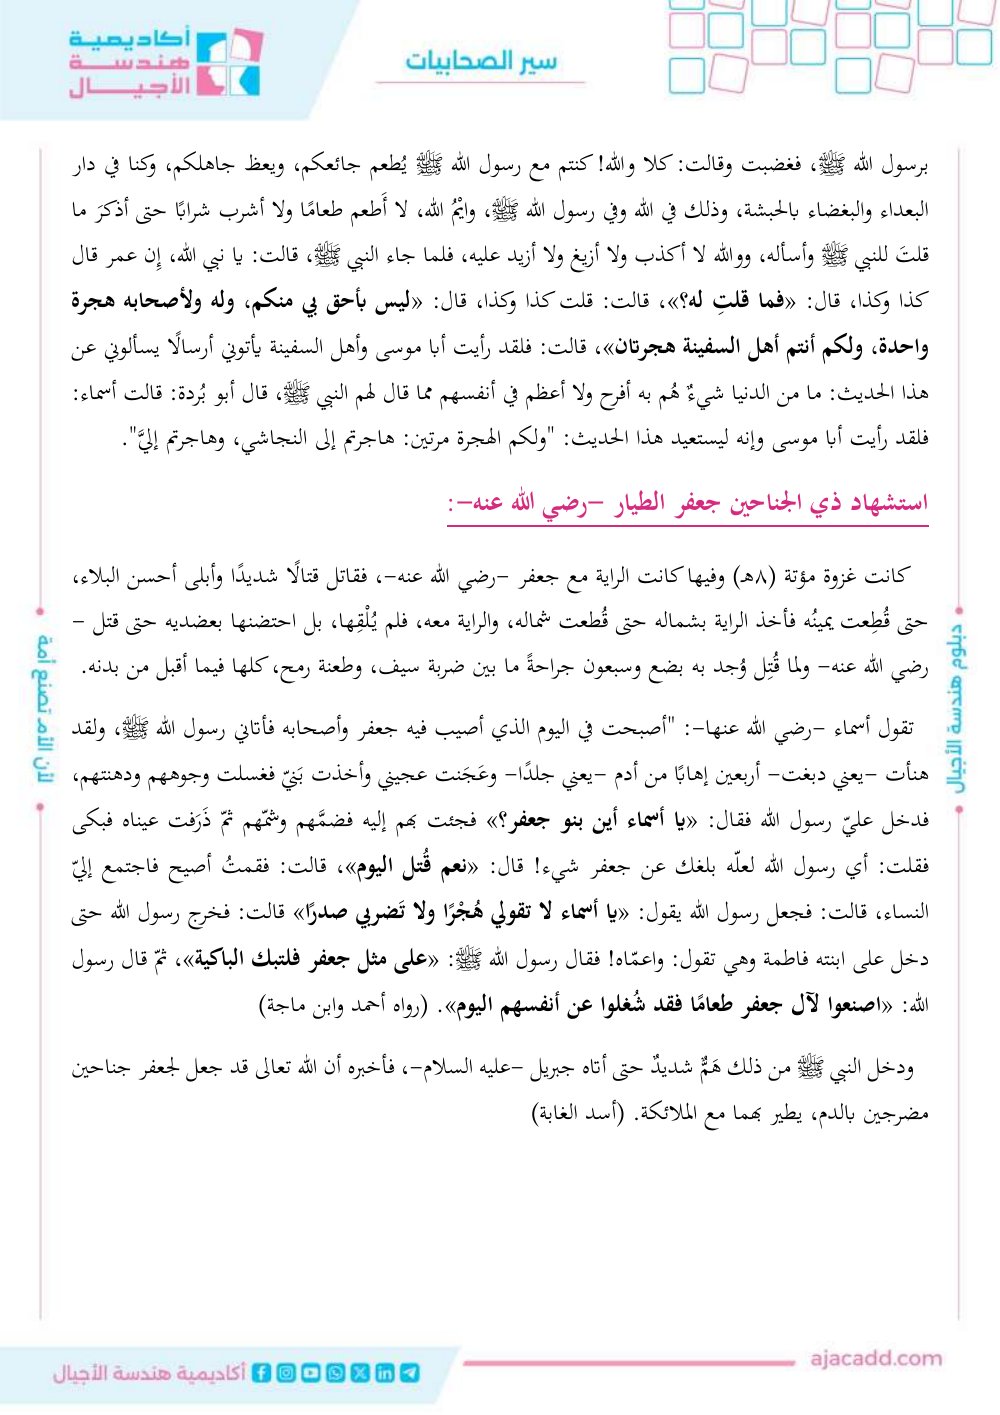 أكاديمية
هندسة
الأجيال
سير الصحابيات
برسول الله ﷺ، فغضبت وقالت: كلا والله! كنتم مع رسول الله ﷺ يُطعم جائعكم، ويعظ جاهلكم، وكنا في دار
البعداء والبغضاء بالحبشة، وذلك في الله وفي رسول الله ﷺ، وايْمُ الله، لا أَطعم طعامًا ولا أشرب شرابًا حتى أذكرَ ما
قلتَ للنبي ﷺ وأسأله، ووالله لا أكذب ولا أزيغ ولا أزيد عليه، فلما جاء النبي ﷺ، قالت: يا نبي الله، إِن عمر قال
كذا وكذا، قال: «فما قلتِ له؟»، قالت: قلت كذا وكذا، قال: «ليس بأحق بي منكم، وله ولأصحابه هجرة
واحدة، ولكم أنتم أهل السفينة هجرتان»، قالت: فلقد رأيت أبا موسى وأهل السفينة يأتوني أرسالًا يسألوني عن
هذا الحديث: ما من الدنيا شيءٌ هُم به أفرح ولا أعظم في أنفسهم مما قال لهم النبي ﷺ، قال أبو بُردة: قالت أسماء:
فلقد رأيت أبا موسى وإنه ليستعيد هذا الحديث: "ولكم الهجرة مرتين: هاجرتم إلى النجاشي، وهاجرتم إليَّ".
استشهاد ذي الجناحين جعفر الطيار –رضي الله عنه–:
كانت غزوة مؤتة (٨هـ) وفيها كانت الراية مع جعفر –رضي الله عنه–، فقاتل قتالًا شديدًا وأبلى أحسن البلاء،
حتى قُطِعت يمينُه فأخذ الراية بشماله حتى قُطعت شماله، والراية معه، فلم يُلْقِها، بل احتضنها بعضديه حتى قتل –
رضي الله عنه– ولما قُتِل وُجد به بضع وسبعون جراحةً ما بين ضربة سيف، وطعنة رمح، كلها فيما أقبل من بدنه.
تقول أسماء –رضي الله عنها–: "أصبحت في اليوم الذي أصيب فيه جعفر وأصحابه فأتاني رسول الله ﷺ، ولقد
هنأت –يعني دبغت– أربعين إهابًا من أدم –يعني جلدًا– وعَجَنت عجيني وأخذت بَنيّ فغسلت وجوههم ودهنتهم،
فدخل عليّ رسول الله فقال: «يا أسماء أين بنو جعفر؟» فجئت بهم إليه فضمَّهم وشمّهم ثمّ ذَرَفت عيناه فبكى
فقلت: أي رسول الله لعلّه بلغك عن جعفر شيء! قال: «نعم قُتل اليوم»، قالت: فقمتُ أصيح فاجتمع إليّ
النساء، قالت: فجعل رسول الله يقول: «يا أسماء لا تقولي هُجْرًا ولا تَضربي صدرًا» قالت: فخرج رسول الله حتى
دخل على ابنته فاطمة وهي تقول: واعمّاه! فقال رسول الله ﷺ: «على مثل جعفر فلتبك الباكية»، ثمّ قال رسول
الله: «اصنعوا لآل جعفر طعامًا فقد شُغلوا عن أنفسهم اليوم». (رواه أحمد وابن ماجة)
ودخل النبي ﷺ من ذلك هَمٌّ شديدٌ حتى أتاه جبريل –عليه السلام–، فأخبره أن الله تعالى قد جعل لجعفر جناحين
مضرجين بالدم، يطير بهما مع الملائكة. (أسد الغابة)
دبلوم هندسة الأجيال
لأن الأم تصنع أمة
أكاديمية هندسة الأجيال
ajacadd.com